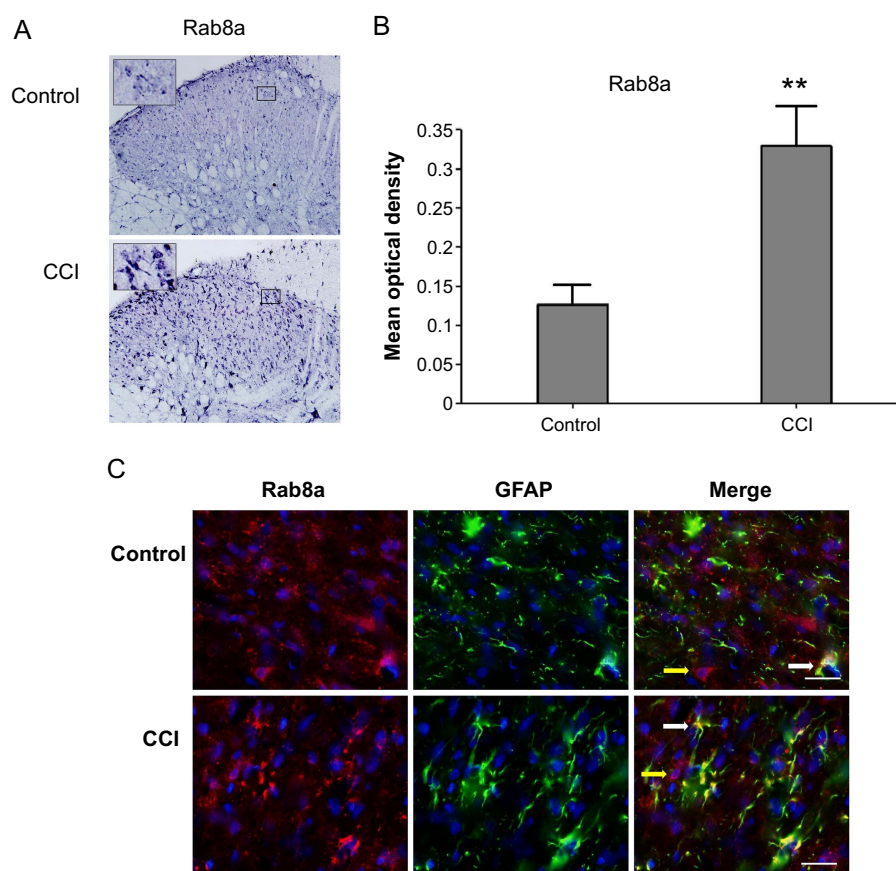 A
Rab8a
Control
CCI
B
Rab8a
**
Mean optical density
0.35
0.3
0.25
0.2
0.15
0.1
0.05
0
Control
CCI
C
Rab8a
GFAP
Merge
Control
CCI